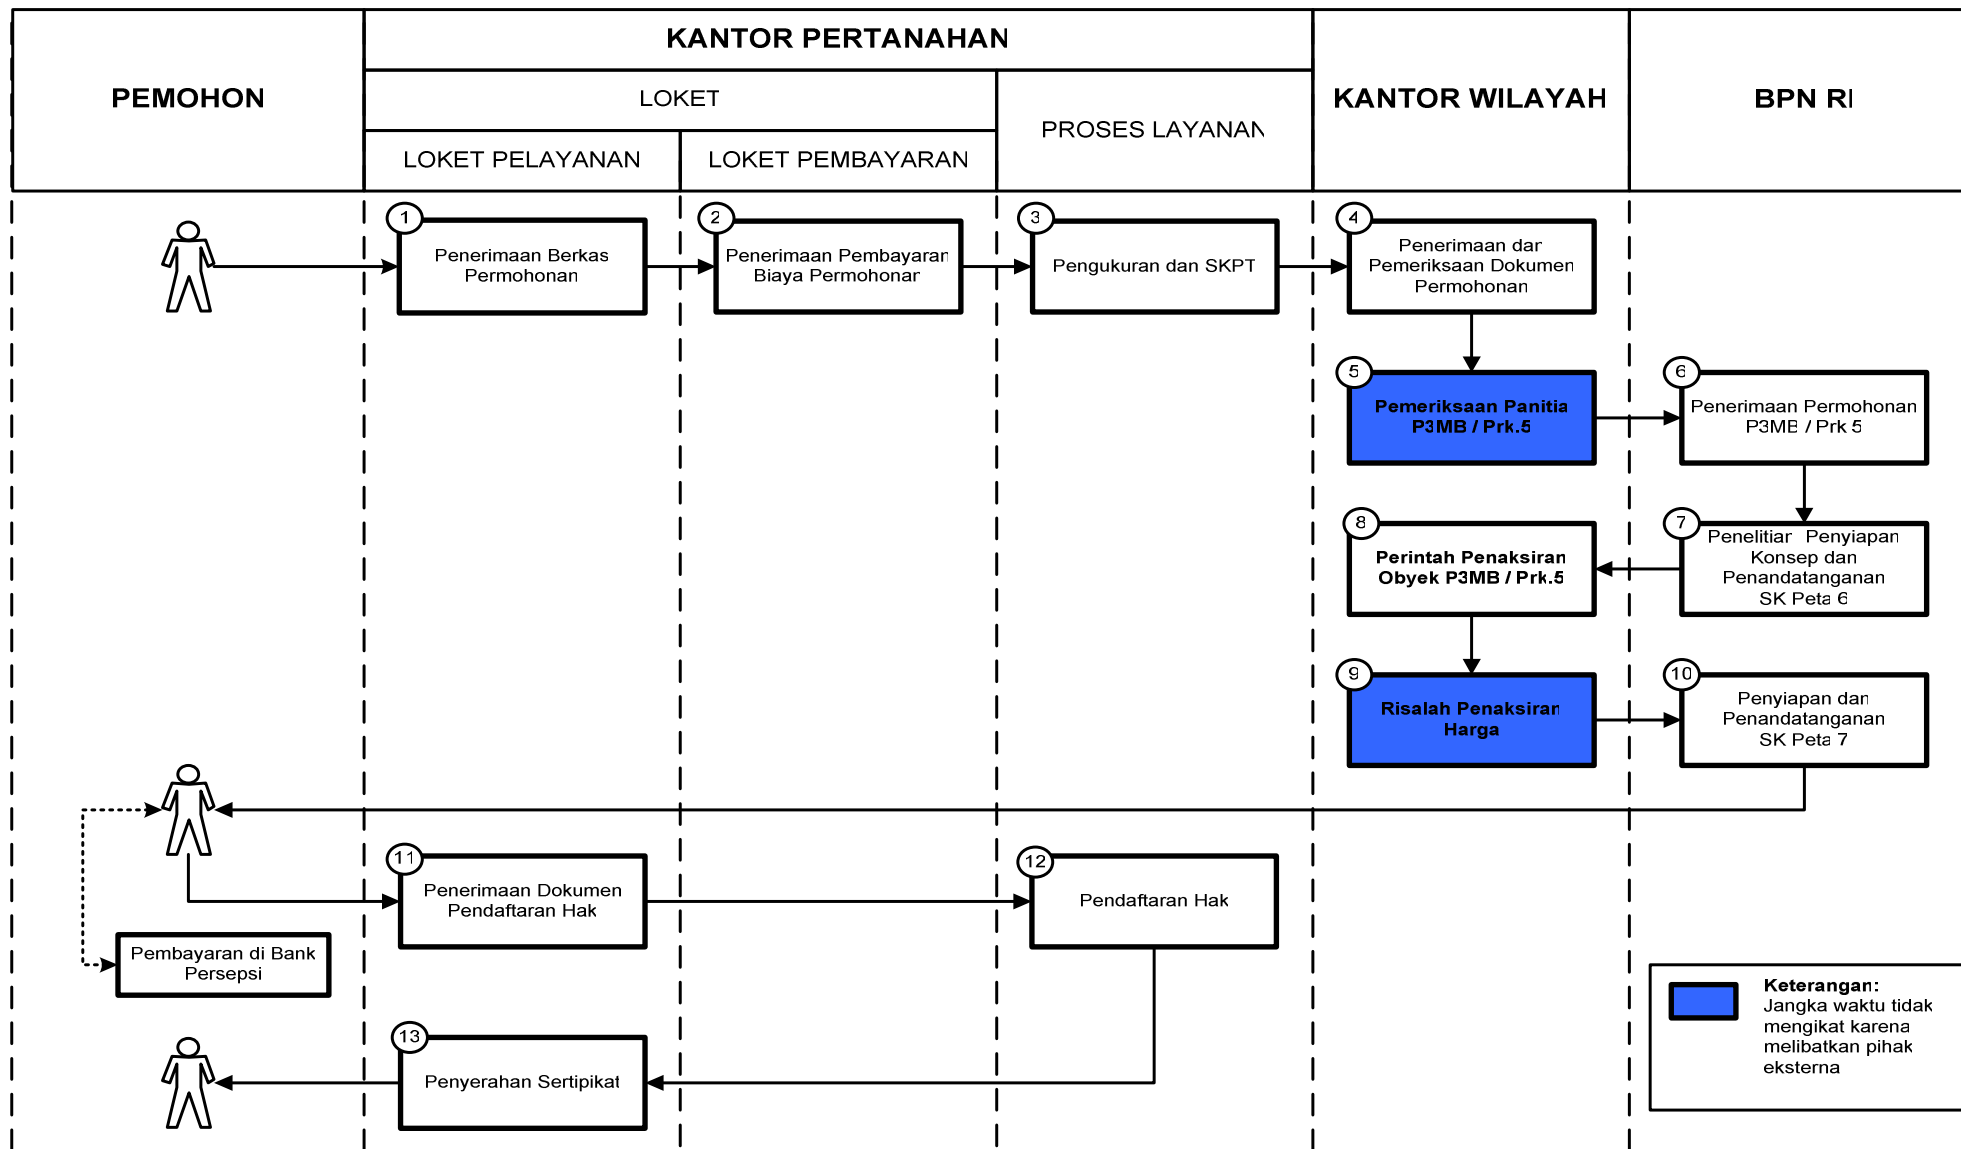 KANTOR PERTANAHAN
PEMOHON
LOKET
KANTOR WILAYAH
BPN RI
PROSES LAYANAN
LOKET PELAYANAN
LOKET PEMBAYARAN
1
Penerimaan Berkas
Permohonan
2
Penerimaan Pembayaran
Biaya Permohonan
3
Pengukuran dan SKPT
4
Penerimaan dan
Pemeriksaan Dokumen
Permohonan
5
Pemeriksaan Panitia
P3MB / Prk.5
6
Penerimaan Permohonan
P3MB / Prk 5
8
Perintah Penaksiran
Obyek P3MB / Prk.5
7
Penelitian Penyiapan
Konsep dan
Penandatanganan
SK Peta 6
9
Risalah Penaksiran
Harga
10
Penyiapan dan
Penandatanganan
SK Peta 7
11
Penerimaan Dokumen
Pendaftaran Hak
12
Pendaftaran Hak
Pembayaran di Bank
Persepsi
13
Penyerahan Sertipikat
Keterangan:
Jangka waktu tidak
mengikat karena
melibatkan pihak
eksterna